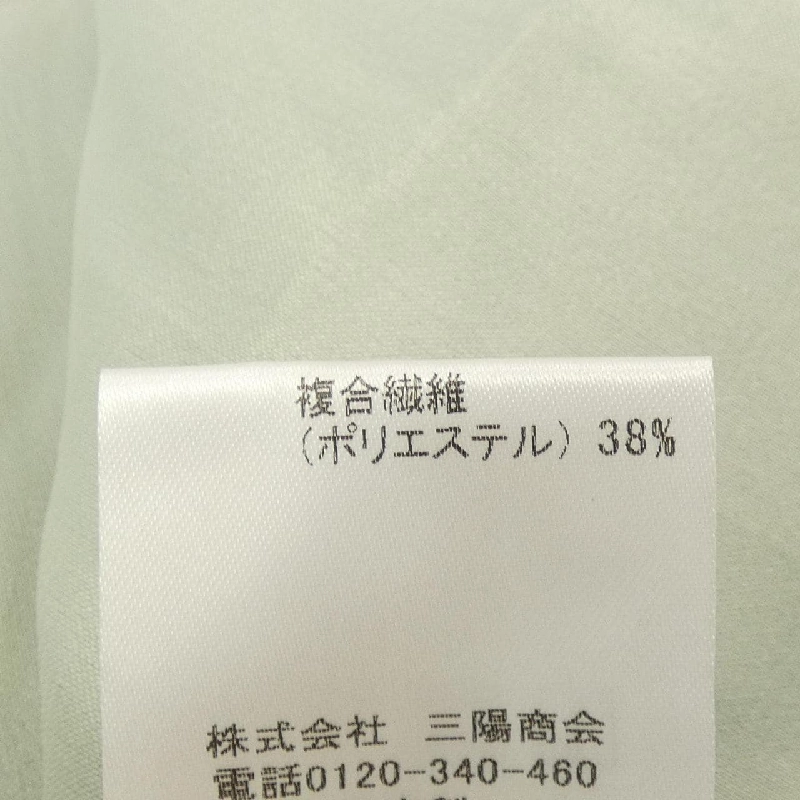 複合繊維
（ポリエステル）38%
株式会社 三陽商会
電話0120-340-460